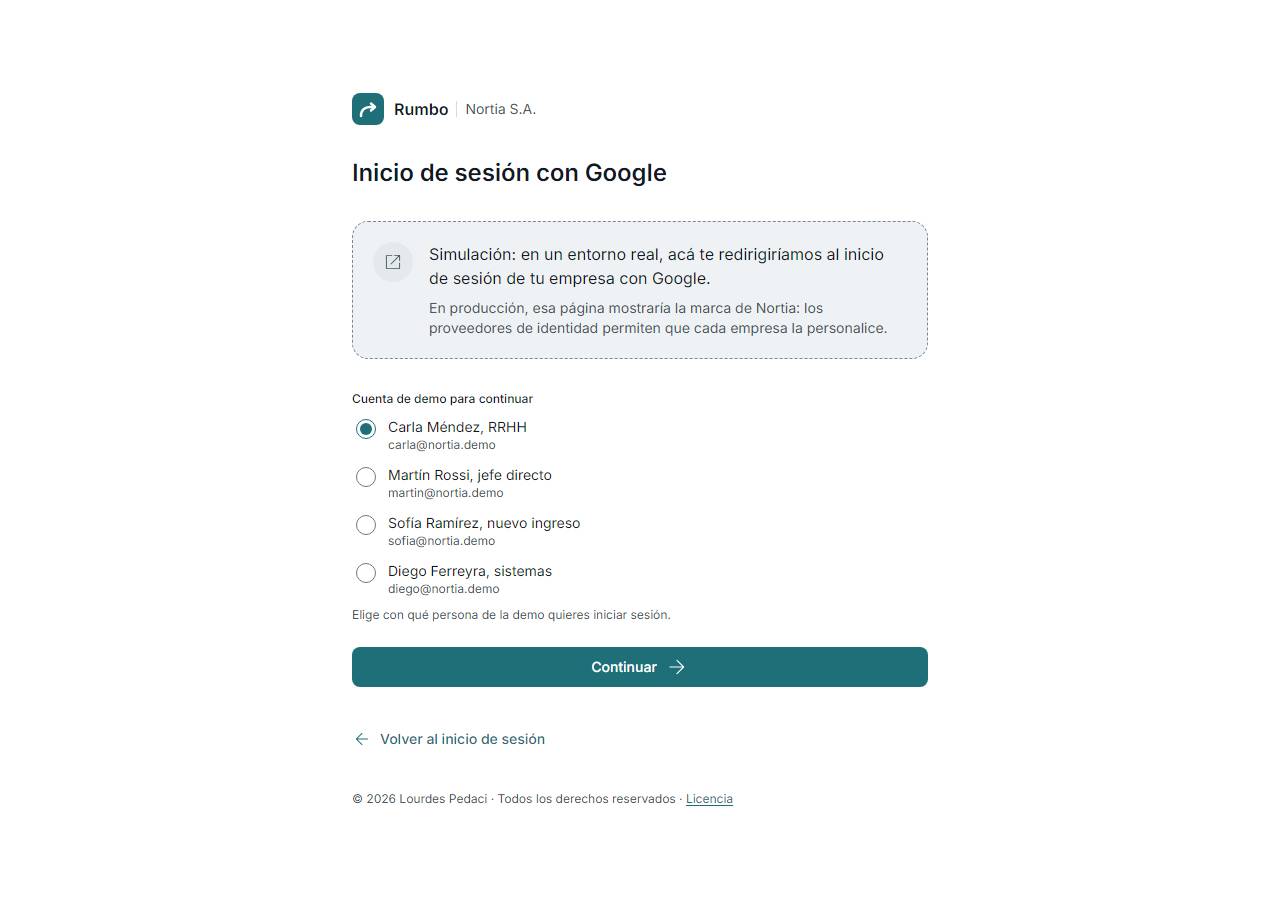 Rumbo | Nortia S.A.
Inicio de sesión con Google
Simulación: en un entorno real, acá te redirigiríamos al inicio
de sesión de tu empresa con Google.
En producción, esa página mostraría la marca de Nortia: los
proveedores de identidad permiten que cada empresa la personalice.
Cuenta de demo para continuar
Carla Méndez, RRHH
carla@nortia.demo
Martín Rossi, jefe directo
martin@nortia.demo
Sofía Ramírez, nuevo ingreso
sofia@nortia.demo
Diego Ferreyra, sistemas
diego@nortia.demo
Elige con qué persona de la demo quieres iniciar sesión.
Continuar
Volver al inicio de sesión
© 2026 Lourdes Pedaci · Todos los derechos reservados · Licencia